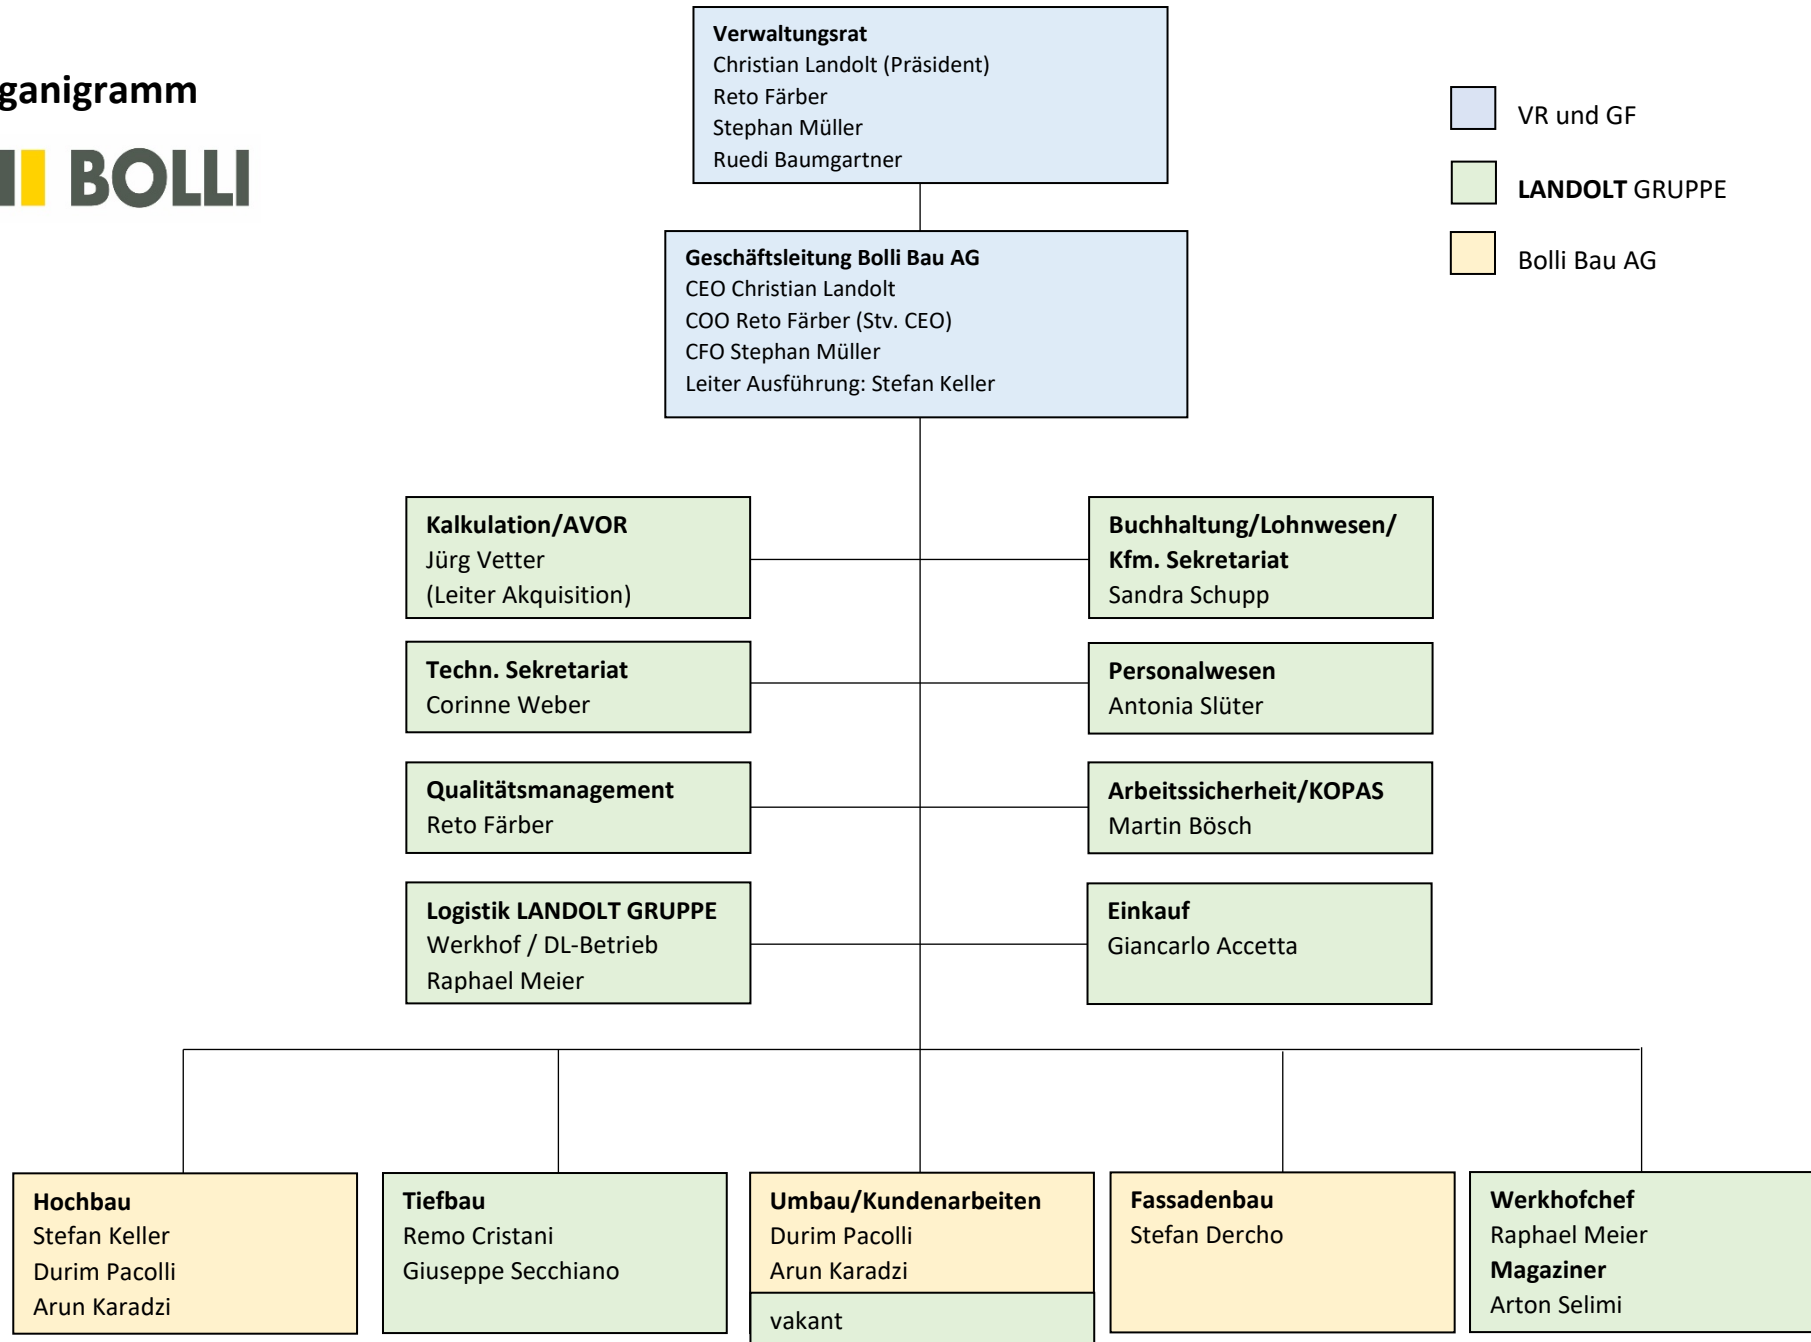 Verwaltungsrat
Christian Landolt (Präsident)
Reto Färber
Stephan Müller
Ruedi Baumgartner
ganigramm
BOLLI
VR und GF
LANDOLT GRUPPE
Bolli Bau AG
Geschäftsleitung Bolli Bau AG
CEO Christian Landolt
COO Reto Färber (Stv. CEO)
CFO Stephan Müller
Leiter Ausführung: Stefan Keller
Kalkulation/AVOR
Jürg Vetter
(Leiter Akquisition)
Buchhaltung/Lohnwesen/
Kfm. Sekretariat
Sandra Schupp
Techn. Sekretariat
Corinne Weber
Personalwesen
Antonia Slüter
Qualitätsmanagement
Reto Färber
Arbeitssicherheit/KOPAS
Martin Bösch
Logistik LANDOLT GRUPPE
Werkhof / DL-Betrieb
Raphael Meier
Einkauf
Giancarlo Accetta
Hochbau
Stefan Keller
Durim Pacolli
Arun Karadzi
Tiefbau
Remo Cristani
Giuseppe Secchiano
Umbau/Kundenarbeiten
Durim Pacolli
Arun Karadzi
vakant
Fassadenbau
Stefan Dercho
Werkhofchef
Raphael Meier
Magaziner
Arton Selimi